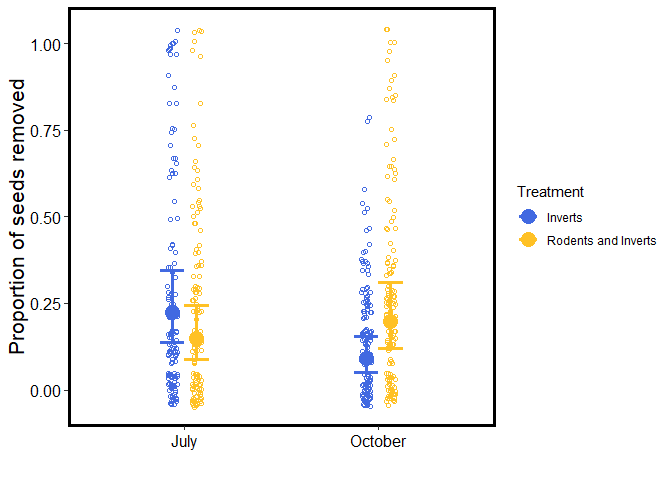 Proportion of seeds removed
1.00
0.75
0.50
0.25
0.00
July
October
Treatment
Inverts
Rodents and Inverts